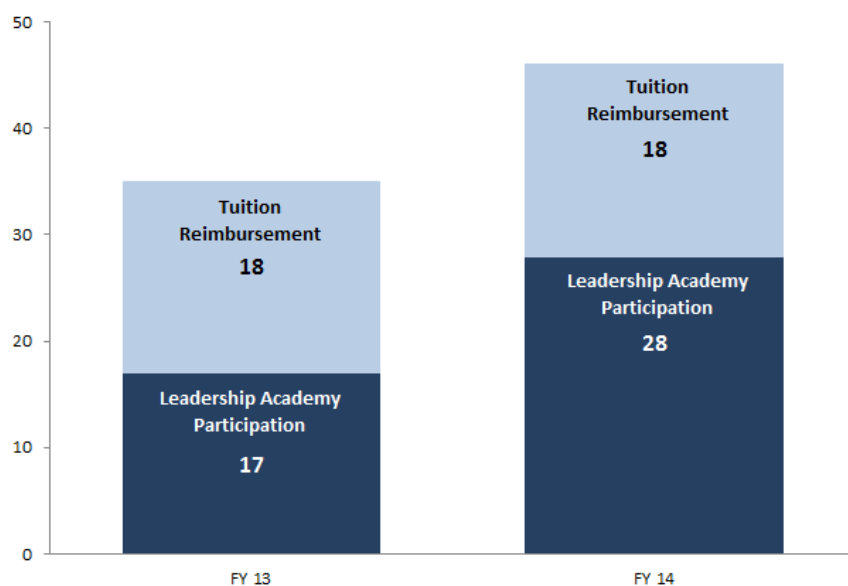 50
40
30
20
10
0
Tuition
Reimbursement
18
Leadership Academy
Participation
17
Tuition
Reimbursement
18
Leadership Academy
Participation
28
FY 13
FY 14